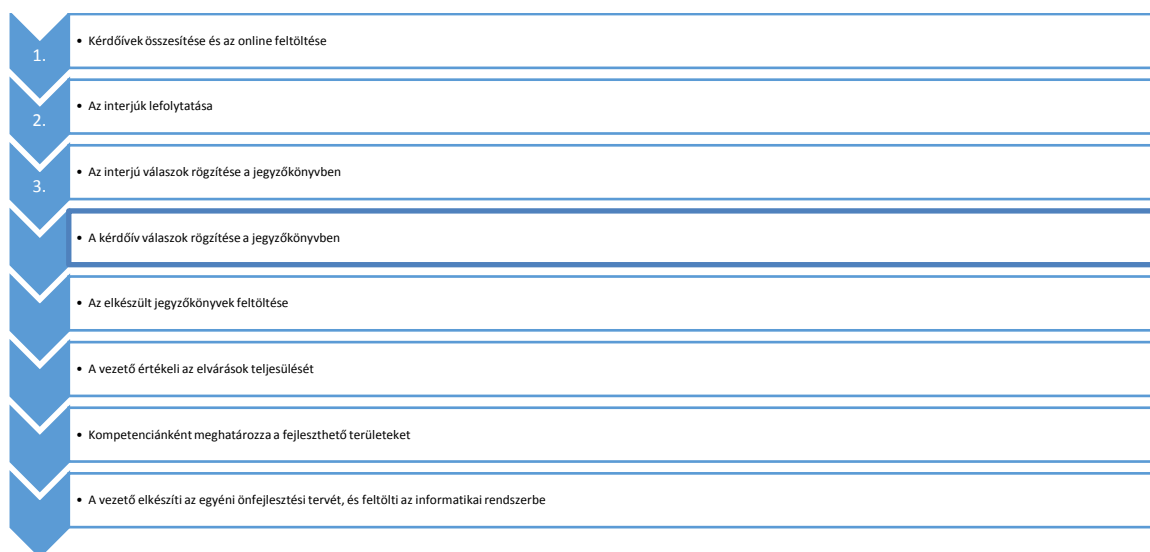 • Kérdőívek összesítése és az online feltöltése
1.
• Az interjúk lefolytatása
2.
• Az interjú válaszok rögzítése a jegyzőkönyvben
3.
• A kérdőív válaszok rögzítése a jegyzőkönyvben
• Az elkészült jegyzőkönyvek feltöltése
• A vezető értékeli az elvárások teljesülését
• Kompetenciánként meghatározza a fejleszthető területeket
• A vezető elkészíti az egyéni önfejlesztési tervét, és feltölti az informatikai rendszerbe